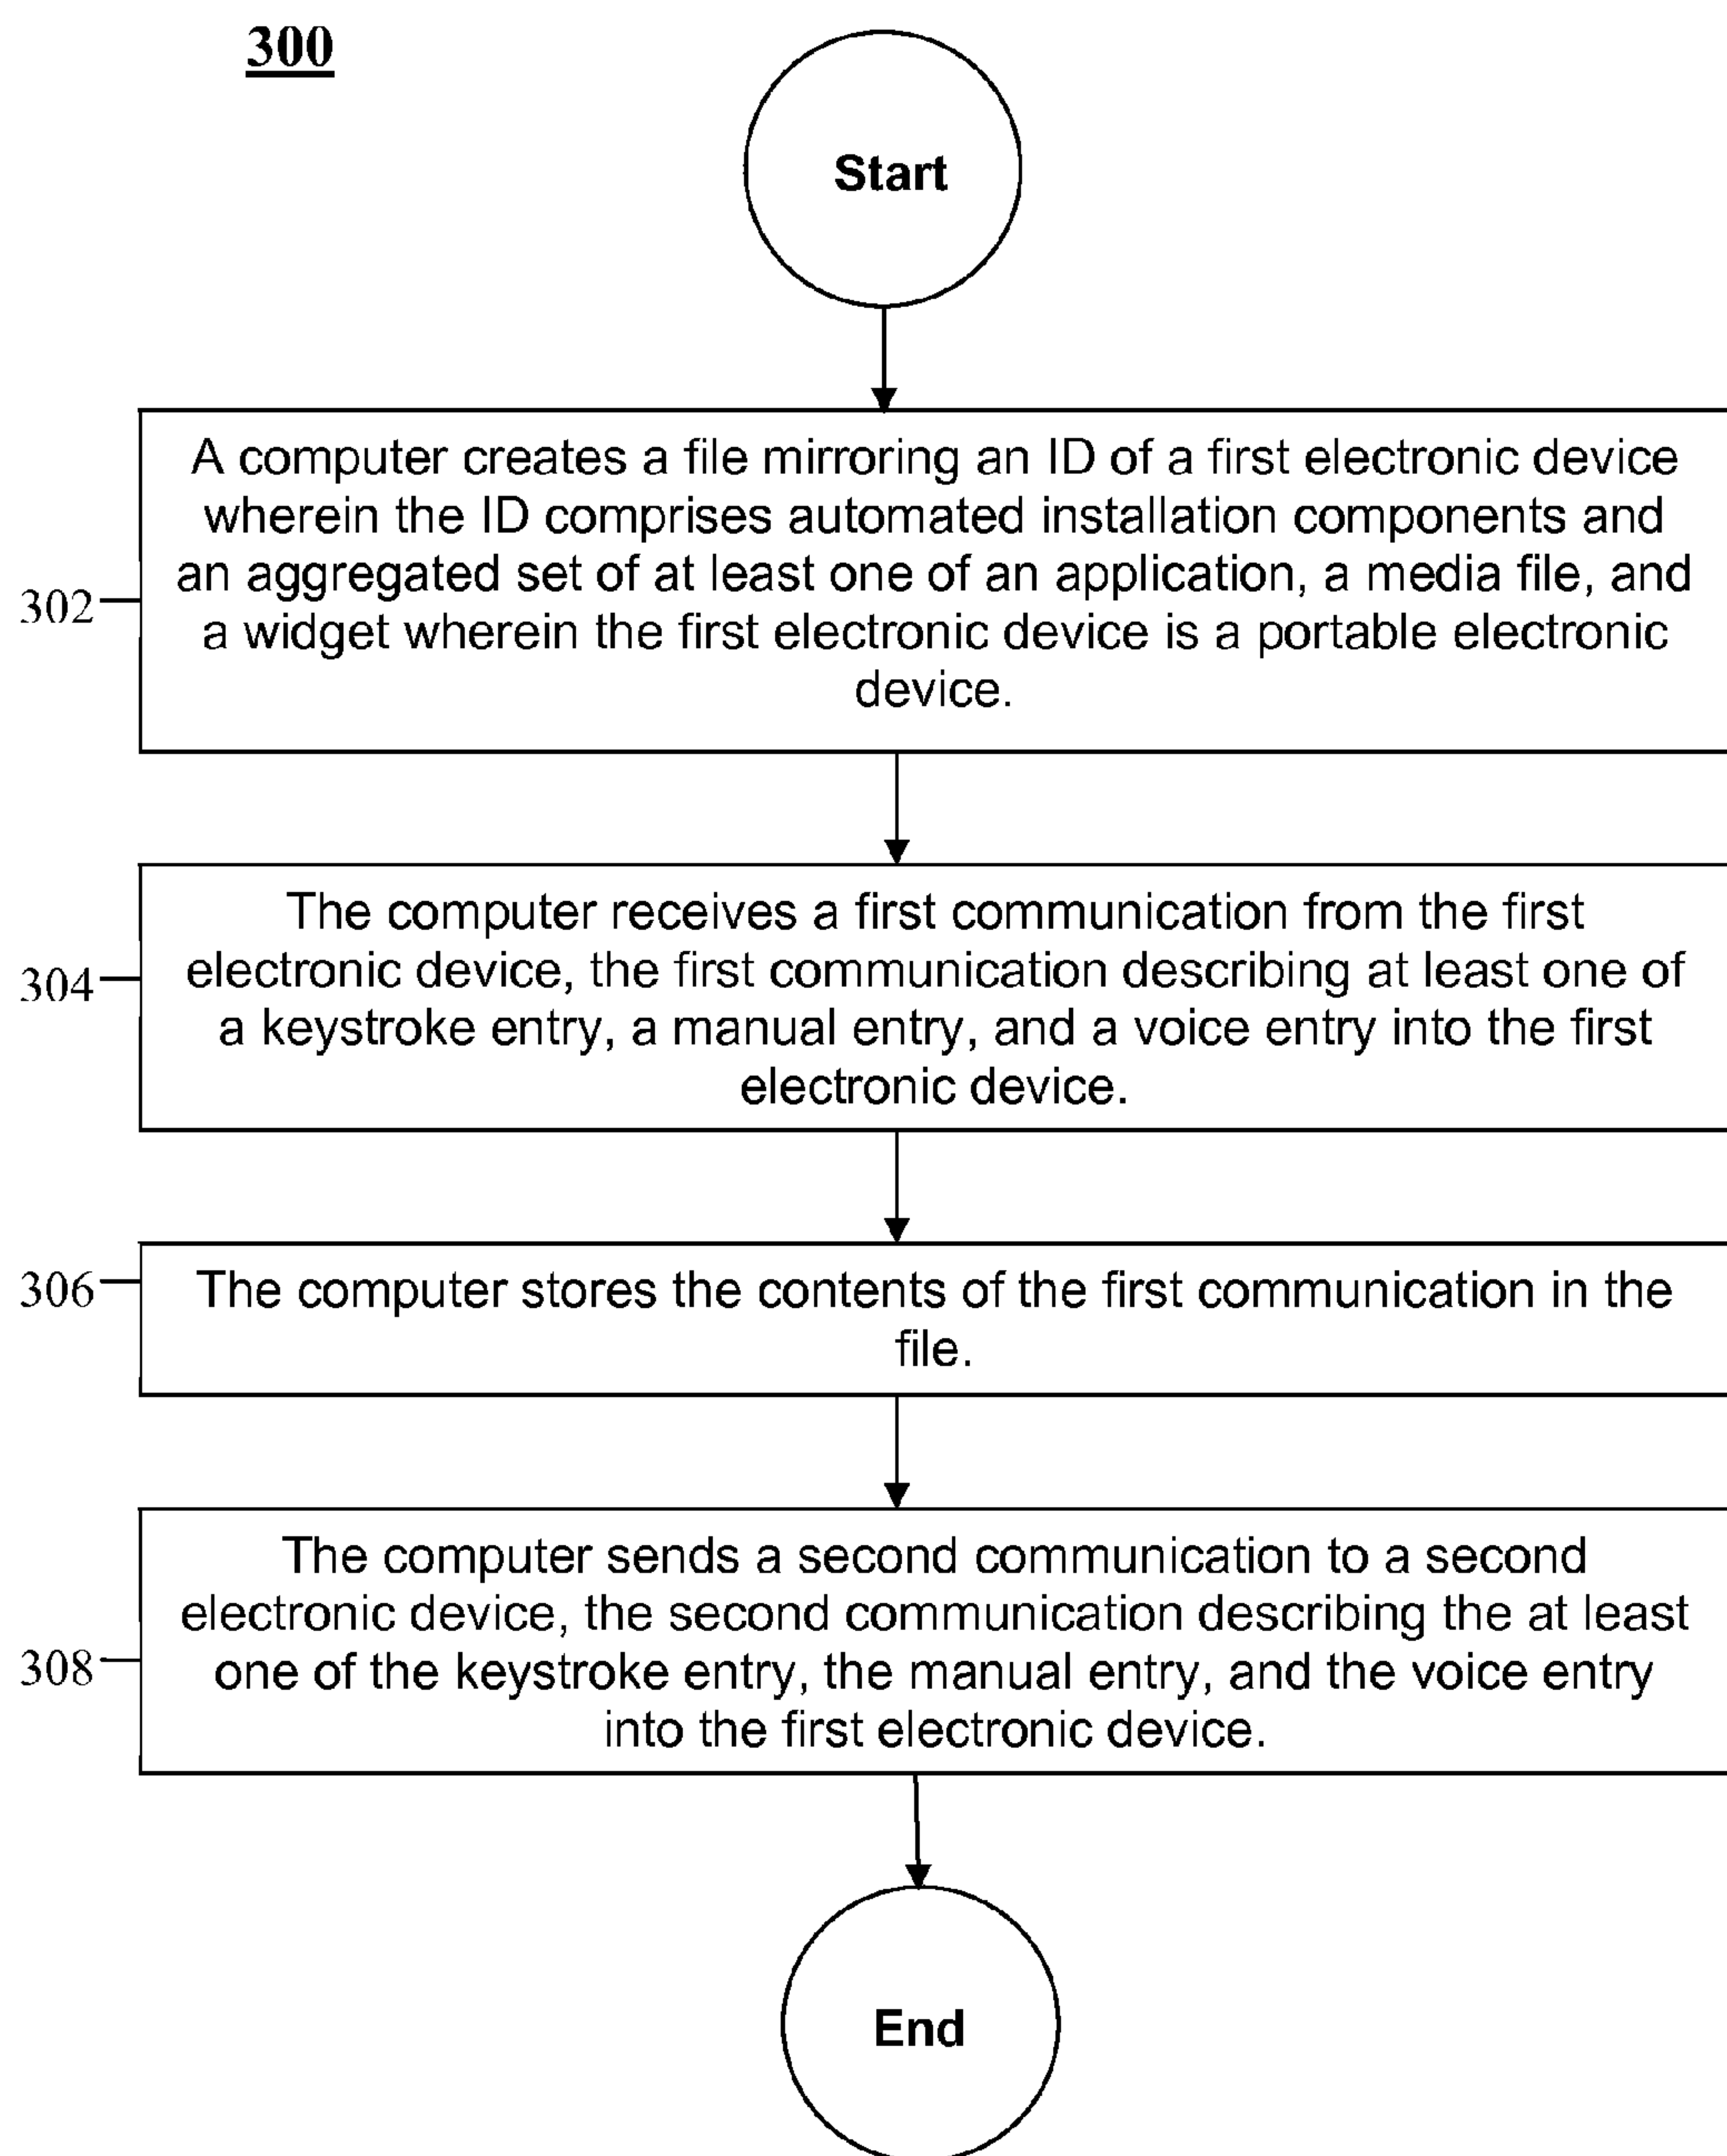 300
Start
A computer creates a file mirroring an ID of a first electronic device
wherein the ID comprises automated installation components and
an aggregated set of at least one of an application, a media file, and
a widget wherein the first electronic device is a portable electronic
device.
302
The computer receives a first communication from the first
electronic device, the first communication describing at least one of
a keystroke entry, a manual entry, and a voice entry into the first
electronic device.
304
The computer stores the contents of the first communication in the
file.
306
The computer sends a second communication to a second
electronic device, the second communication describing the at least
one of the keystroke entry, the manual entry, and the voice entry
into the first electronic device.
308
End